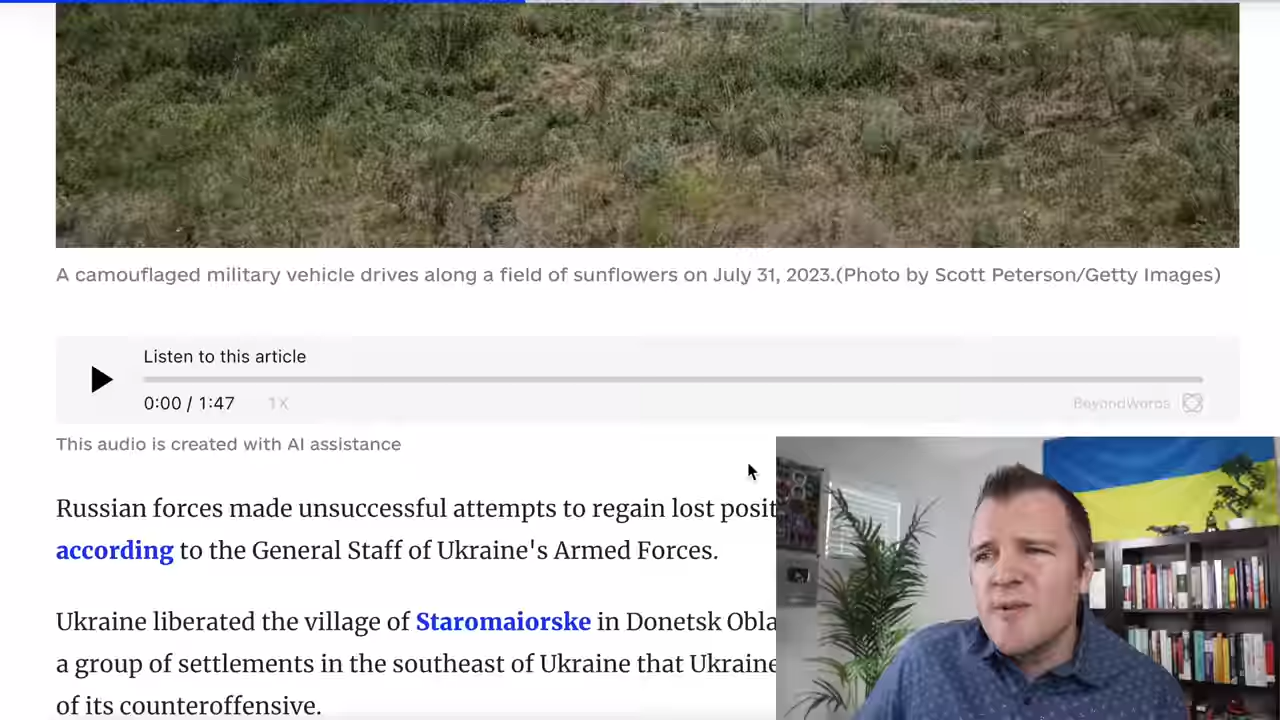 A camouflaged military vehicle drives along a field of sunflowers on July 31, 2023.(Photo by Scott Peterson/Getty Images)
Listen to this article
0:00 / 1:47 1X
BeyondWords
This audio is created with AI assistance
Russian forces made unsuccessful attempts to regain lost posit
according to the General Staff of Ukraine's Armed Forces.
Ukraine liberated the village of Staromaiorske in Donetsk Obla
a group of settlements in the southeast of Ukraine that Ukraine
of its counteroffensive.